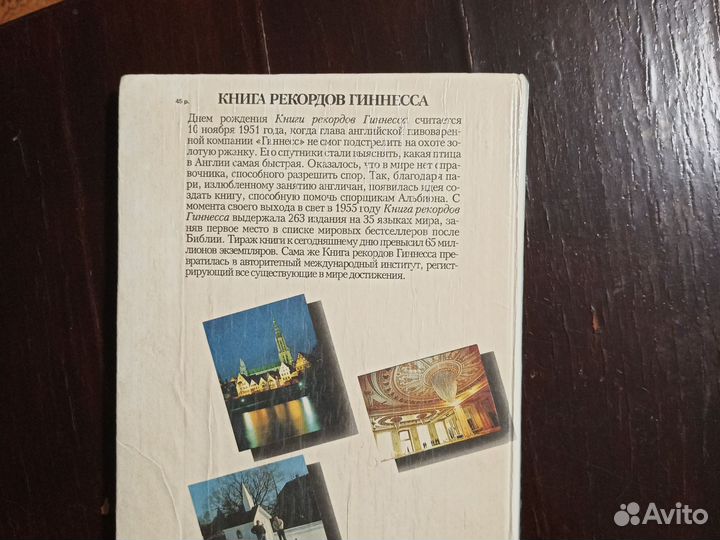 45 р.
КНИГА РЕКОРДОВ ГИННЕССА
Днем рождения Книги рекордов Гиннесса считается
10 ноября 1951 года, когда глава английской пивоварен-
ной компании «Гиннесс» не смог подстрелить на охоте зо-
лотую ржанку. Его спутники стали выяснять, какая птица
в Англии самая быстрая. Оказалось, что в мире нет спра-
вочника, способного разрешить спор. Так, благодаря па-
ри, излюбленному занятию англичан, появилась идея со-
здать книгу, способную помочь спорщикам Альбиона. С
момента своего выхода в свет в 1955 году Книга рекордов
Гиннесса выдержала 263 издания на 35 языках мира, за-
няв первое место в списке мировых бестселлеров после
Библии. Тираж книги к сегодняшнему дню превысил 65 мил-
лионов экземпляров. Сама же Книга рекордов Гиннесса пре-
вратилась в авторитетный международный институт, регист-
рирующий все существующие в мире достижения.
Avito